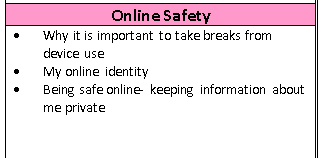 Online Safety
• Why it is important to take breaks from
device use
• My online identity
• Being safe online- keeping information about
me private